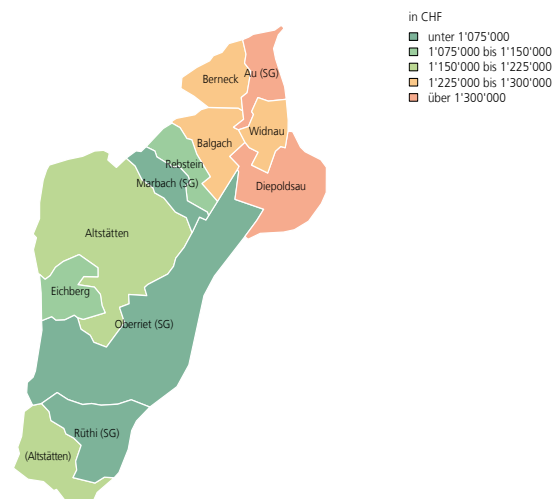 in CHF
unter 1'075'000
1'075'000 bis 1'150'000
1'150'000 bis 1'225'000
1'225'000 bis 1'300'000
über 1'300'000
Berneck
Au (SG)
Widnau
Balgach
Rebstein
Marbach (SG)
Diepoldsau
Altstätten
Eichberg
Oberriet (SG)
Rüthi (SG)
(Altstätten)